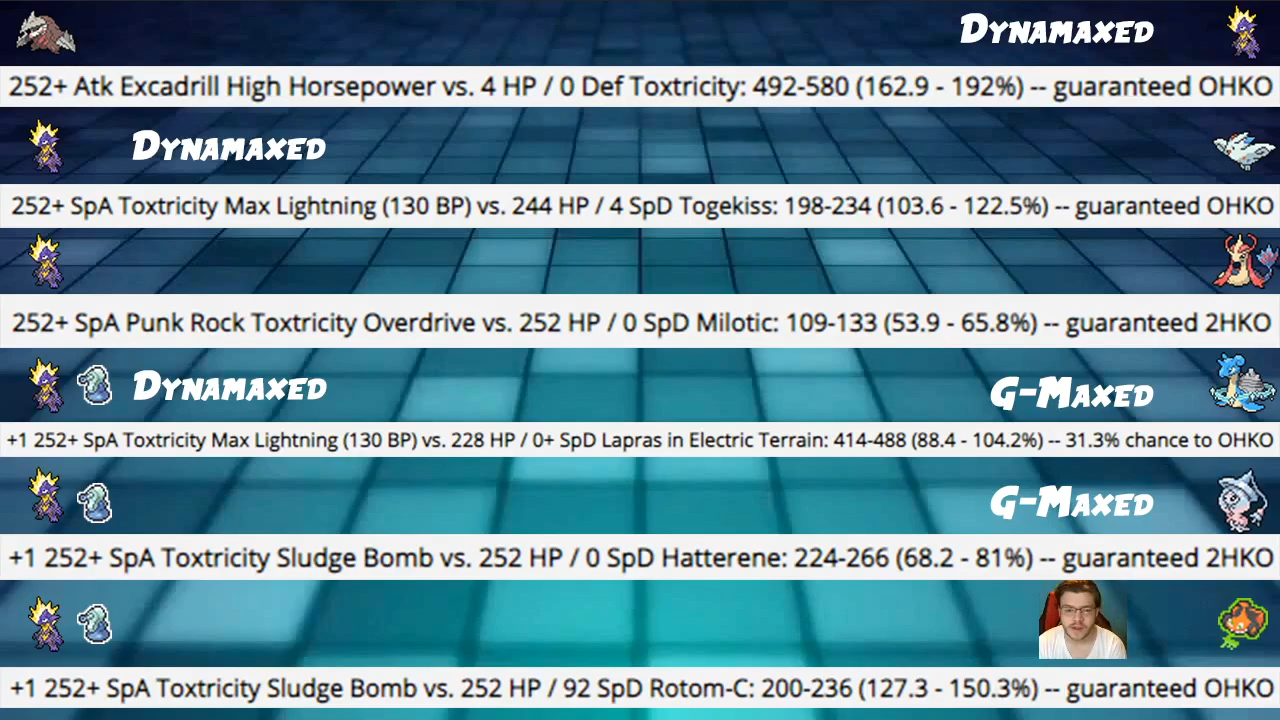 Dynamaxed
252+ Atk Excadrill High Horsepower vs. 4 HP / 0 Def Toxtricity: 492-580 (162.9 - 192%) -- guaranteed OHKO
Dynamaxed
252+ SpA Toxtricity Max Lightning (130 BP) vs. 244 HP / 4 SpD Togekiss: 198-234 (103.6 - 122.5%) -- guaranteed OHKO
252+ SpA Punk Rock Toxtricity Overdrive vs. 252 HP / 0 SpD Milotic: 109-133 (53.9 - 65.8%) -- guaranteed 2HKO
Dynamaxed G-Maxed
+1 252+ SpA Toxtricity Max Lightning (130 BP) vs. 228 HP / 0+ SpD Lapras in Electric Terrain: 414-488 (88.4 - 104.2%) -- 31.3% chance to OHKO
G-Maxed
+1 252+ SpA Toxtricity Sludge Bomb vs. 252 HP / 0 SpD Hatterene: 224-266 (68.2 - 81%) -- guaranteed 2HKO
+1 252+ SpA Toxtricity Sludge Bomb vs. 252 HP / 92 SpD Rotom-C: 200-236 (127.3 - 150.3%) -- guaranteed OHKO